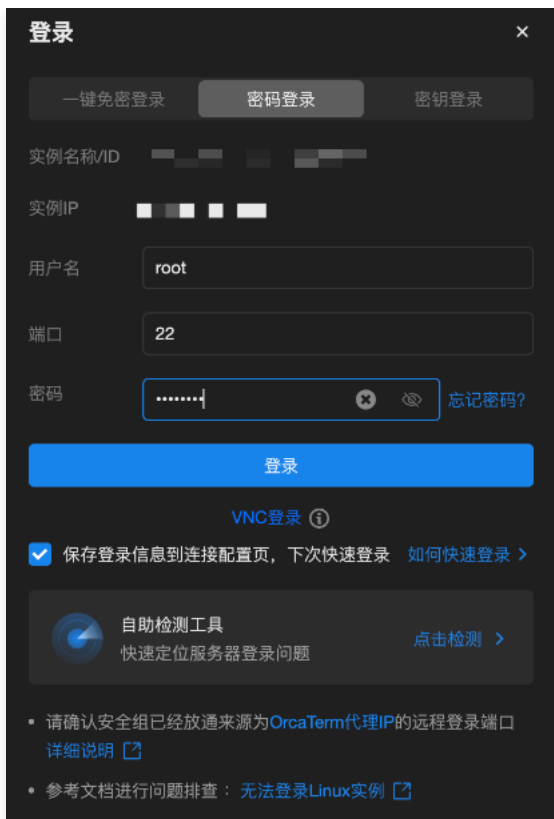 登录
一键免密登录 密码登录 密钥登录
实例名称/ID
实例IP
用户名 root
端口 22
密码 •••••••• 忘记密码?
登录
VNC登录
保存登录信息到连接配置页，下次快速登录 如何快速登录
自助检测工具
快速定位服务器登录问题
点击检测
• 请确认安全组已经放通来源为OrcaTerm代理IP的远程登录端口
详细说明
• 参考文档进行问题排查：无法登录Linux实例